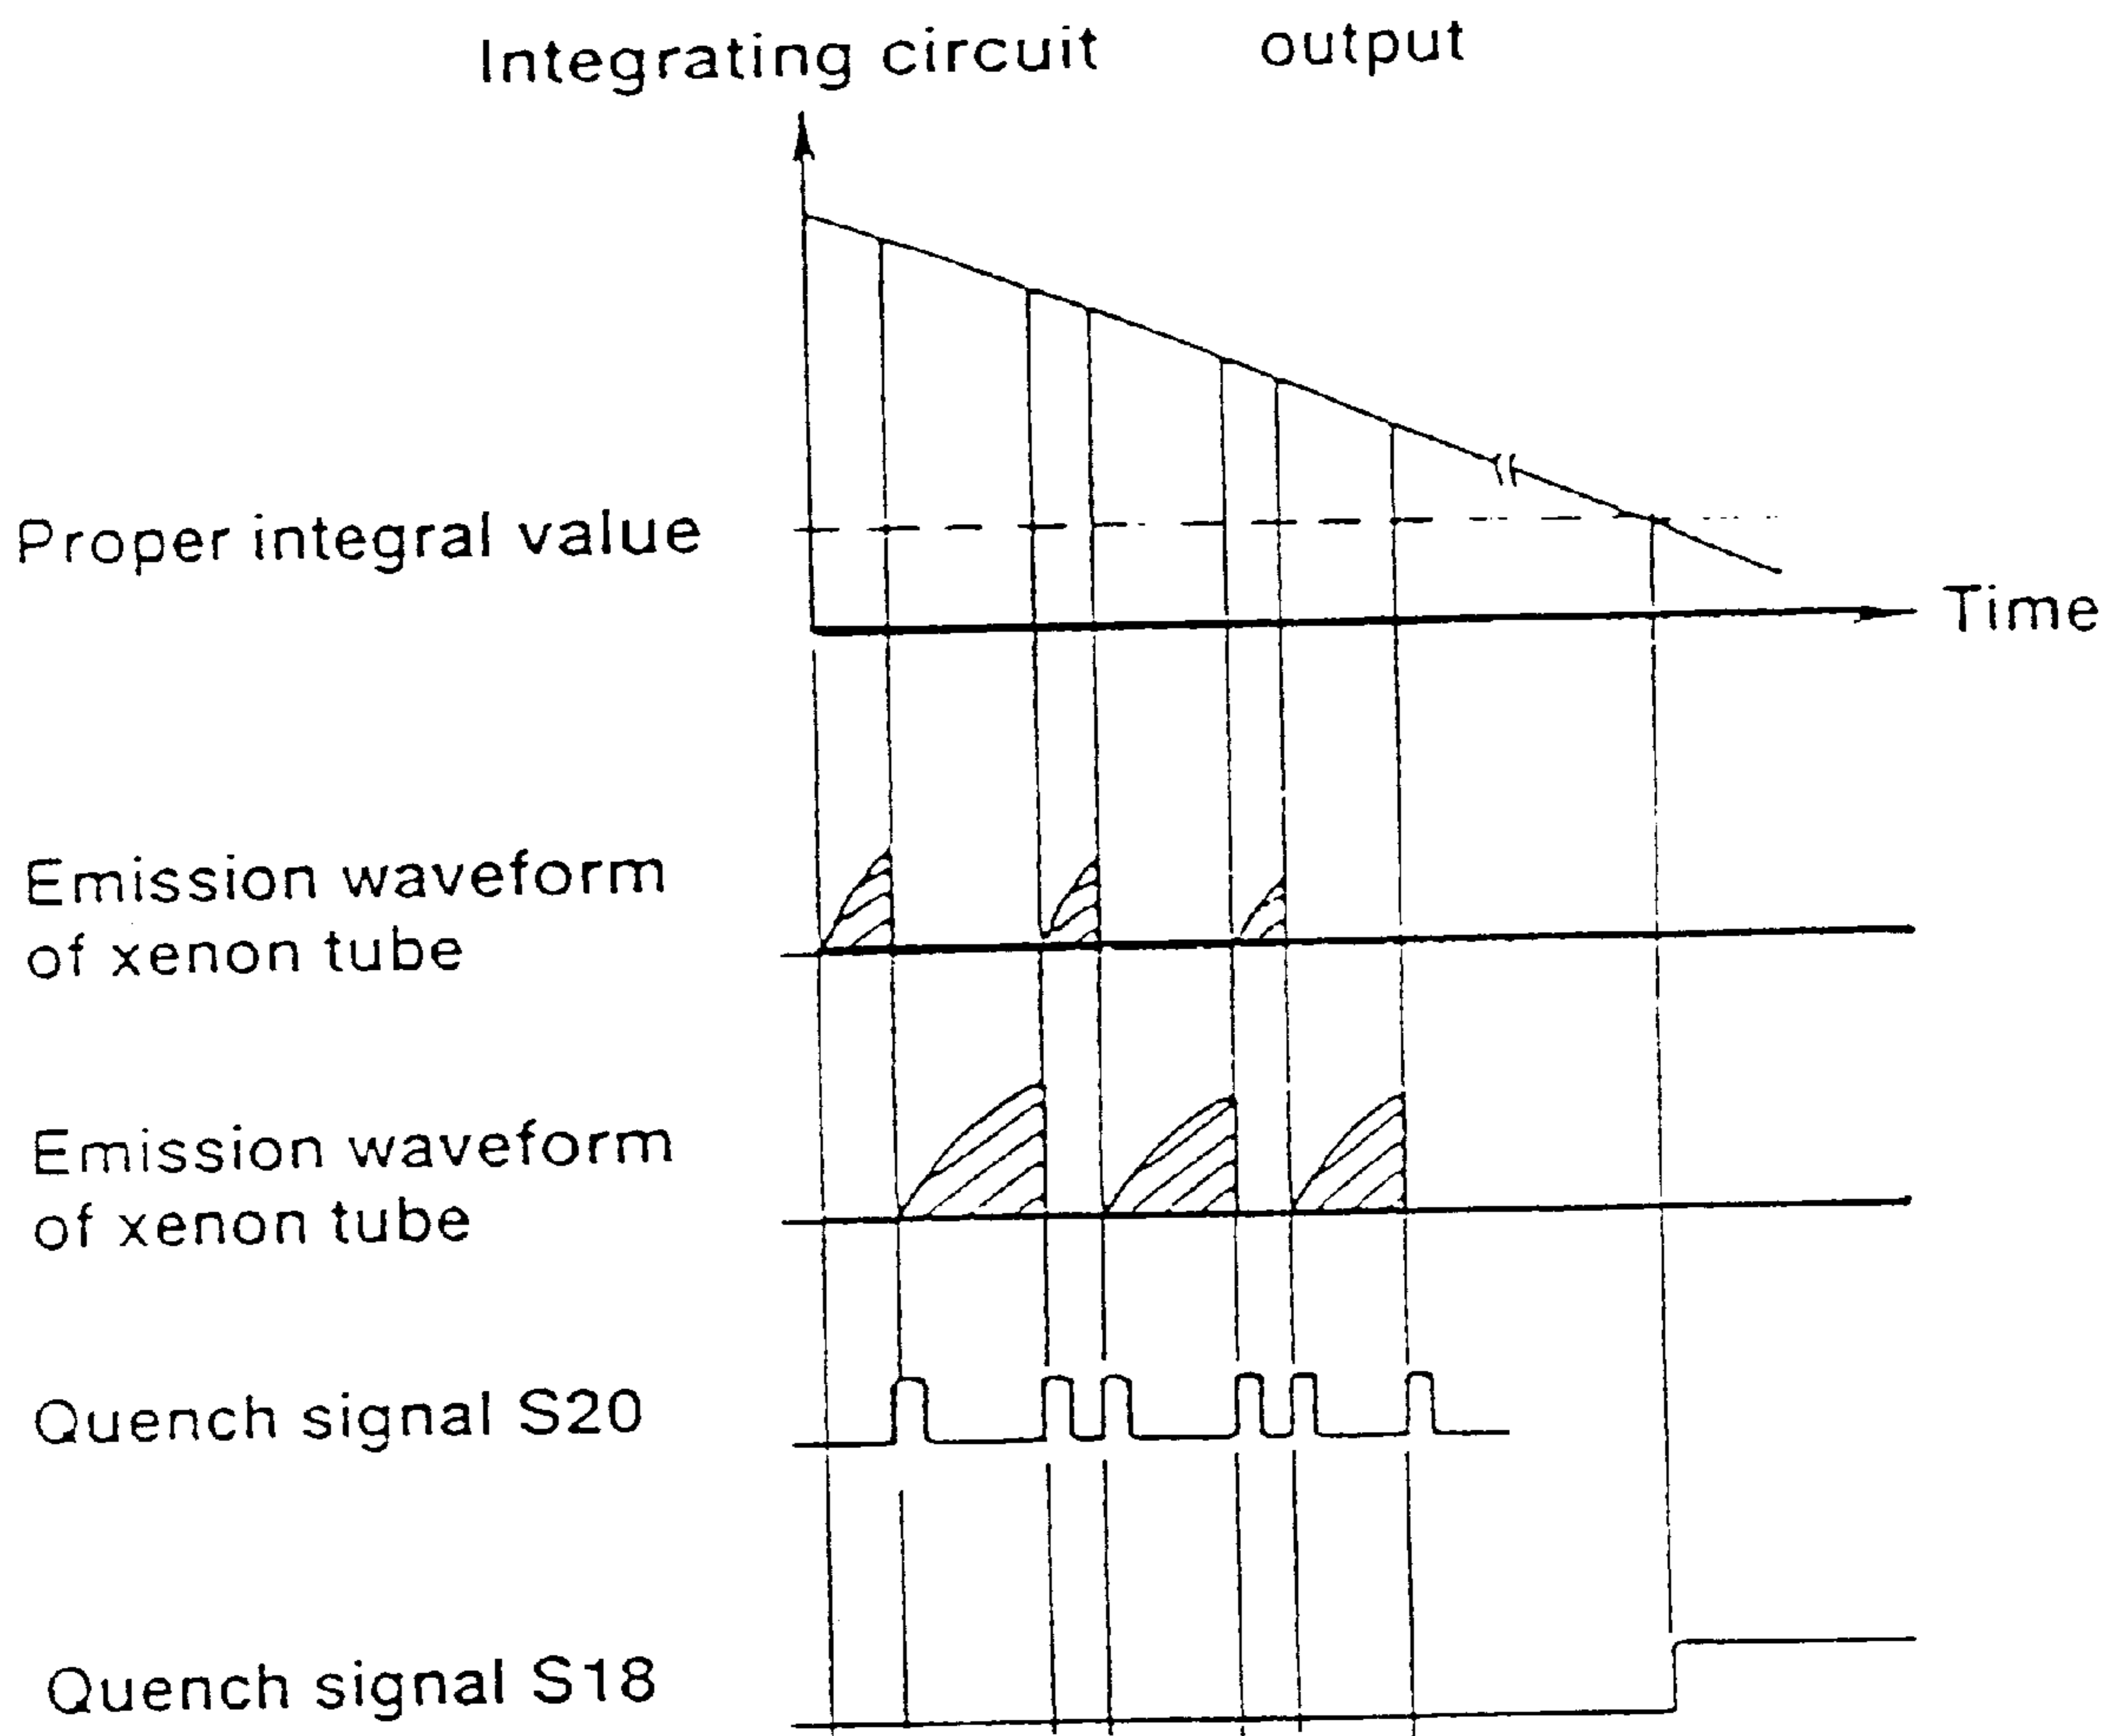 Integrating circuit output
Proper integral value
Time
Emission waveform
of xenon tube
Emission waveform
of xenon tube
Quench signal S20
Quench signal S18